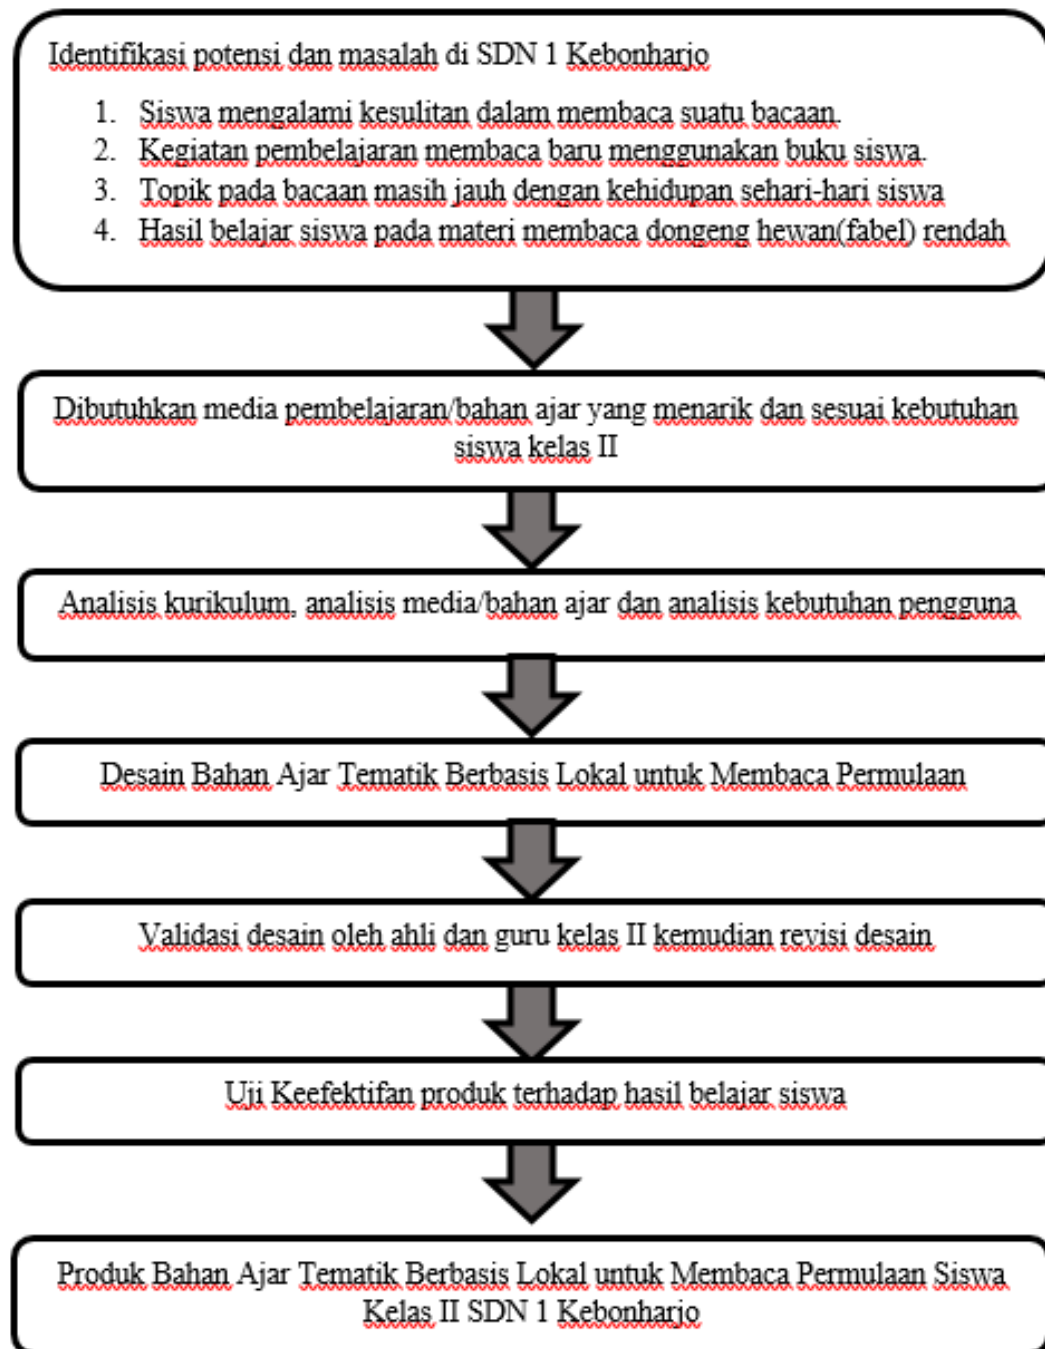 Identifikasi potensi dan masalah di SDN 1 Kebonharjo
1. Siswa mengalami kesulitan dalam membaca suatu bacaan.
2. Kegiatan pembelajaran membaca baru menggunakan buku siswa.
3. Topik pada bacaan masih jauh dengan kehidupan sehari-hari siswa
4. Hasil belajar siswa pada materi membaca dongeng hewan(fabel) rendah
Dibutuhkan media pembelajaran/bahan ajar yang menarik dan sesuai kebutuhan
siswa kelas II
Analisis kurikulum, analisis media/bahan ajar dan analisis kebutuhan pengguna
Desain Bahan Ajar Tematik Berbasis Lokal untuk Membaca Permulaan
Validasi desain oleh ahli dan guru kelas II kemudian revisi desain
Uji Keefektifan produk terhadap hasil belajar siswa
Produk Bahan Ajar Tematik Berbasis Lokal untuk Membaca Permulaan Siswa
Kelas II SDN 1 Kebonharjo